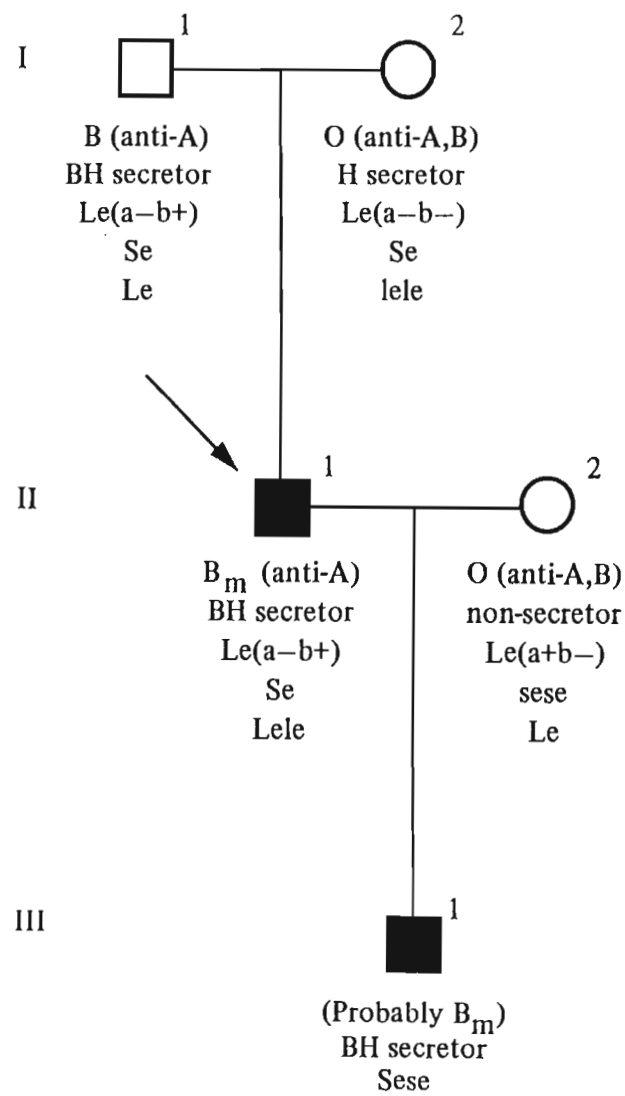 I
1
2
B (anti-A)
BH secretor
Le(a−b+)
Se
Le
O (anti-A,B)
H secretor
Le(a−b−)
Se
lele
II
1
2
Bm (anti-A)
BH secretor
Le(a−b+)
Se
Lele
O (anti-A,B)
non-secretor
Le(a+b−)
sese
Le
III
1
(Probably Bm)
BH secretor
Sese